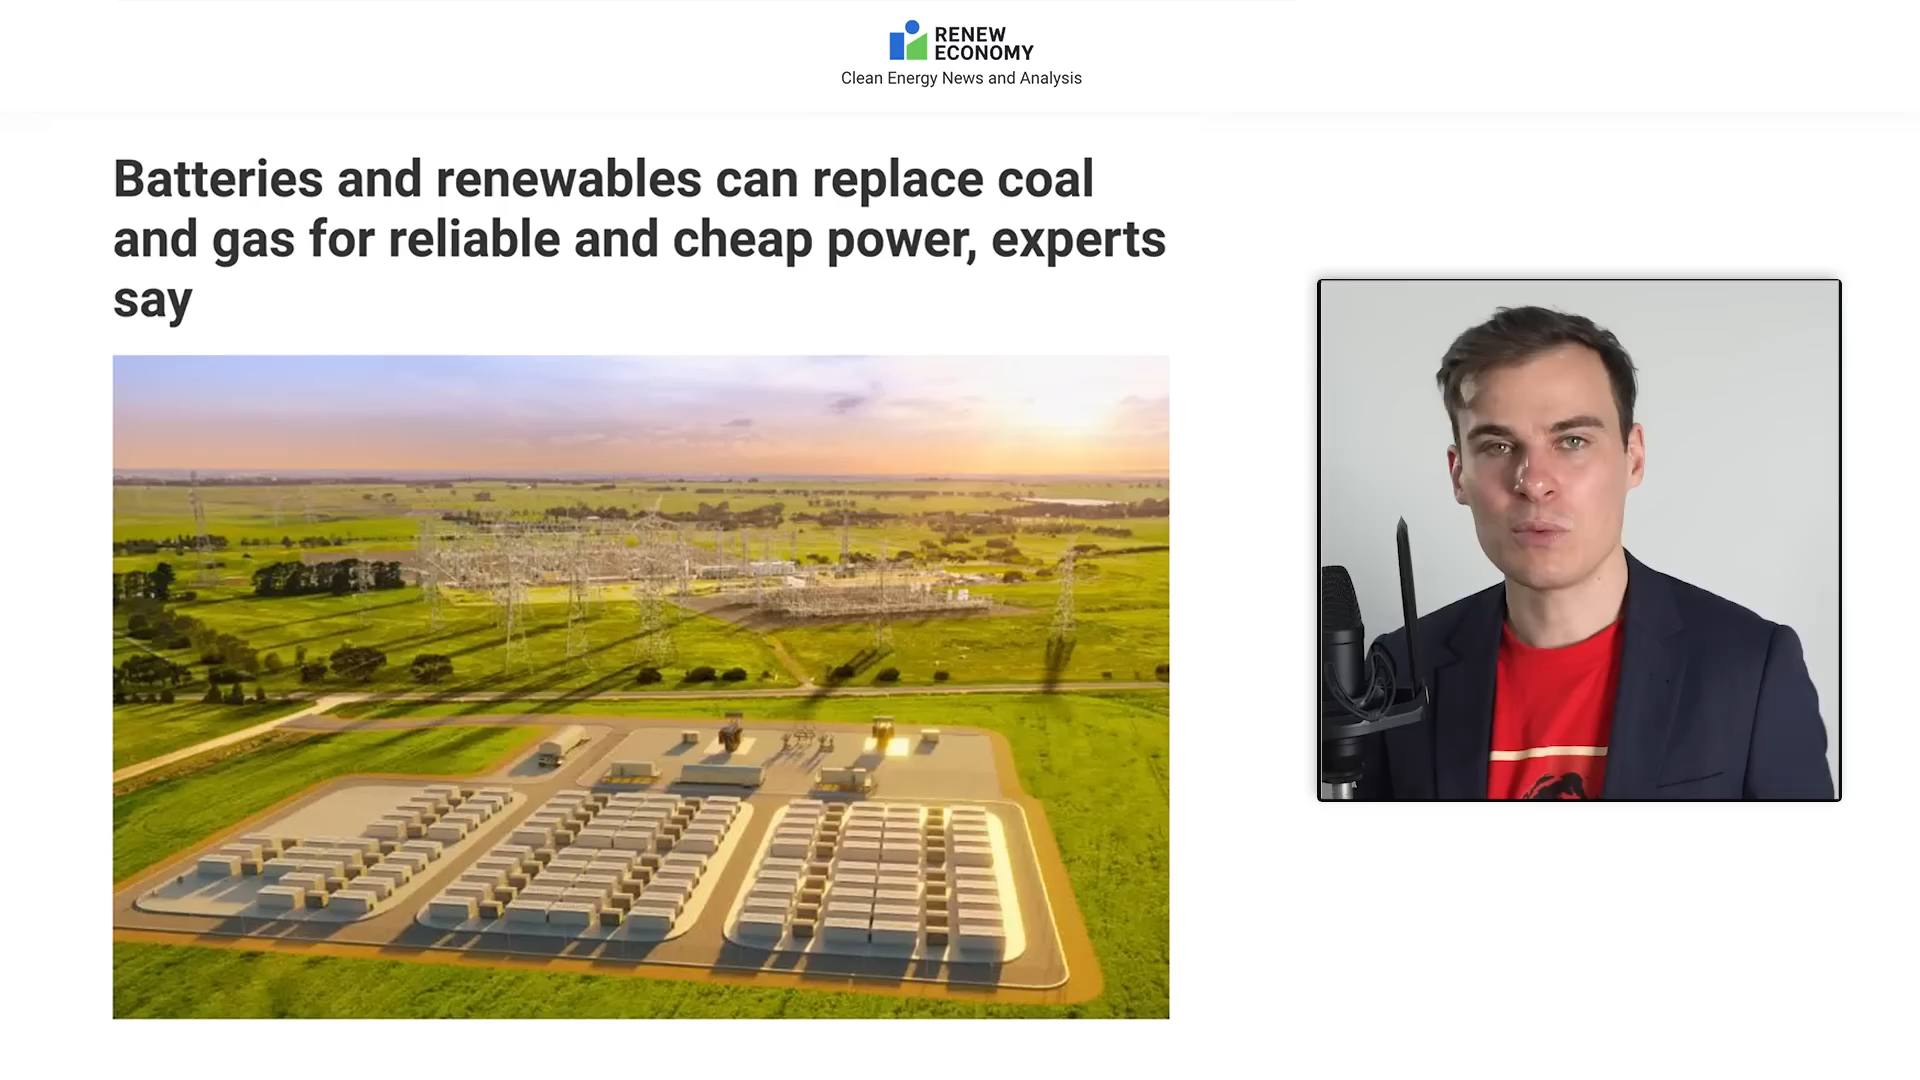 RENEW
ECONOMY
Clean Energy News and Analysis
Batteries and renewables can replace coal
and gas for reliable and cheap power, experts
say